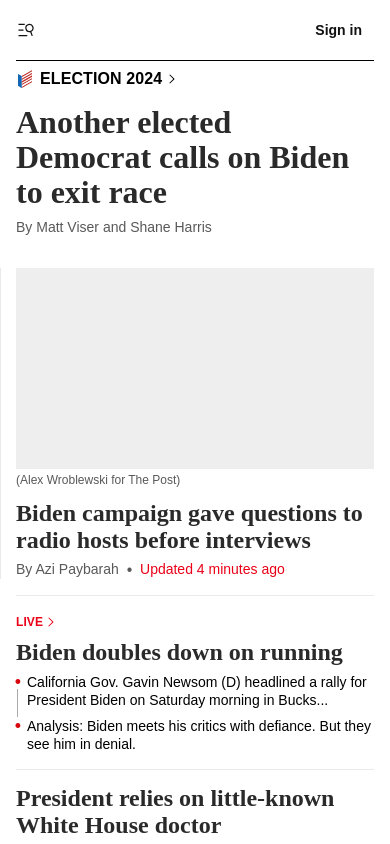 Sign in
ELECTION 2024
Another elected
Democrat calls on Biden
to exit race
By Matt Viser and Shane Harris
(Alex Wroblewski for The Post)
Biden campaign gave questions to
radio hosts before interviews
By Azi Paybarah • Updated 4 minutes ago
LIVE
Biden doubles down on running
California Gov. Gavin Newsom (D) headlined a rally for
President Biden on Saturday morning in Bucks...
Analysis: Biden meets his critics with defiance. But they
see him in denial.
President relies on little-known
White House doctor